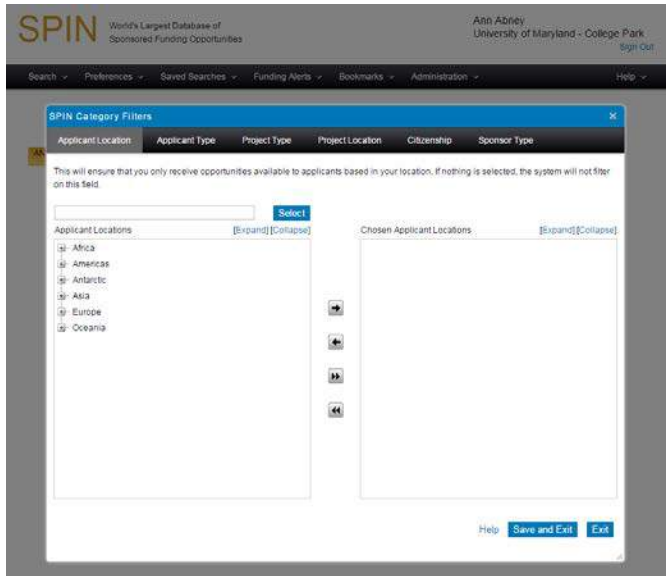 SPIN
World's Largest Database of
Sponsored Funding Opportunities
Ann Abney
University of Maryland - College Park
Sign Out
Search Preferences Saved Searches Funding Alerts Bookmarks Administration Help
SPIN Category Filters
Applicant Location Applicant Type Project Type Project Location Citizenship Sponsor Type
This will ensure that you only receive opportunities available to applicants based in your location. If nothing is selected, the system will not filter
on this field.
Select
Applicant Locations [Expand] [Collapse] Chosen Applicant Locations [Expand] [Collapse]
Africa
Americas
Antarctic
Asia
Europe
Oceania
Help Save and Exit Exit